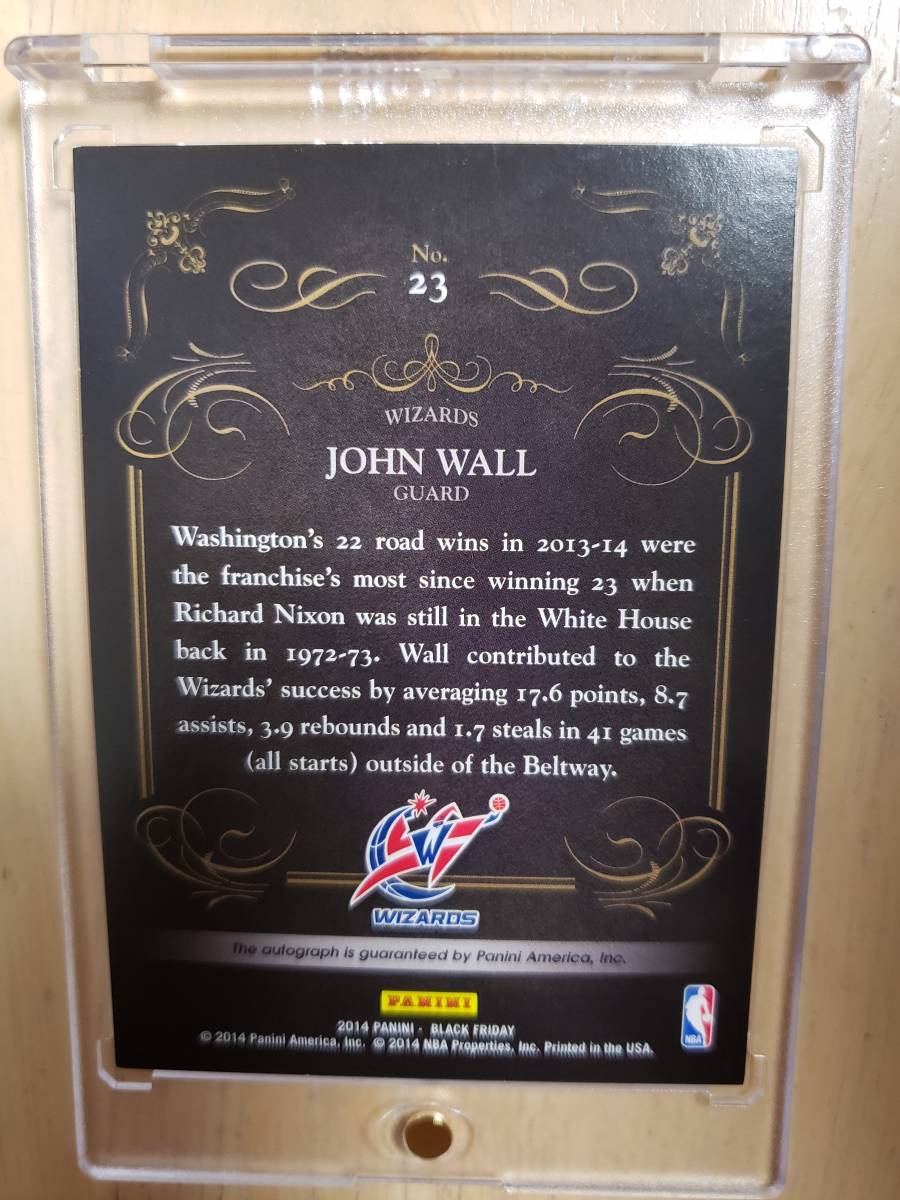 No.
23
WIZARDS
JOHN WALL
GUARD
Washington's 22 road wins in 2013-14 were
the franchise's most since winning 23 when
Richard Nixon was still in the White House
back in 1972-73. Wall contributed to the
Wizards' success by averaging 17.6 points, 8.7
assists, 3.9 rebounds and 1.7 steals in 41 games
(all starts) outside of the Beltway.
W
WIZARDS
The autograph is guaranteed by Panini America, Inc.
PANINI
2014 PANINI - BLACK FRIDAY
© 2014 Panini America, Inc. © 2014 NBA Properties, Inc. Printed in the USA.
NBA